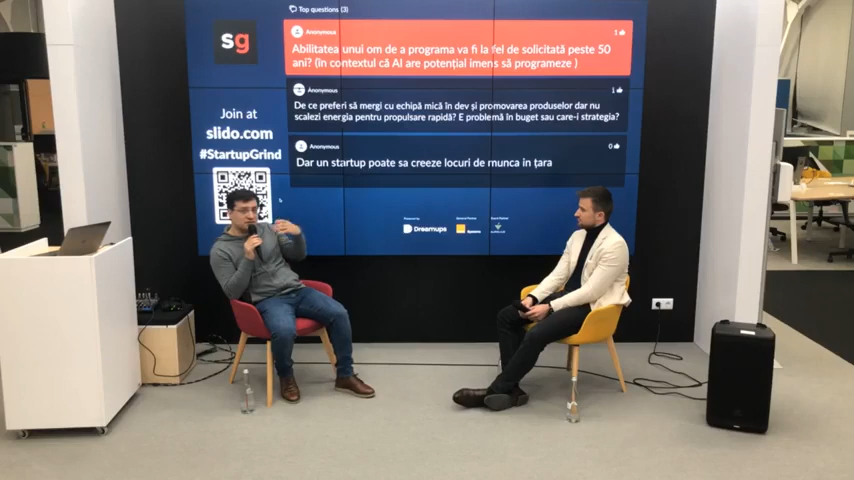 Top questions (3)
sg
Anonymous
1
Abilitatea unui om de a programa va fi la fel de solicitată peste 50
ani? (în contextul că AI are potențial imens să programeze )
Anonymous
1
De ce preferi să mergi cu echipă mică în dev și promovarea produselor dar nu
scalezi energia pentru propulsare rapidă? E problemă în buget sau care-i strategia?
Anonymous
0
Dar un startup poate sa creeze locuri de munca in țara
Join at
slido.com
#StartupGrind
Dreamups